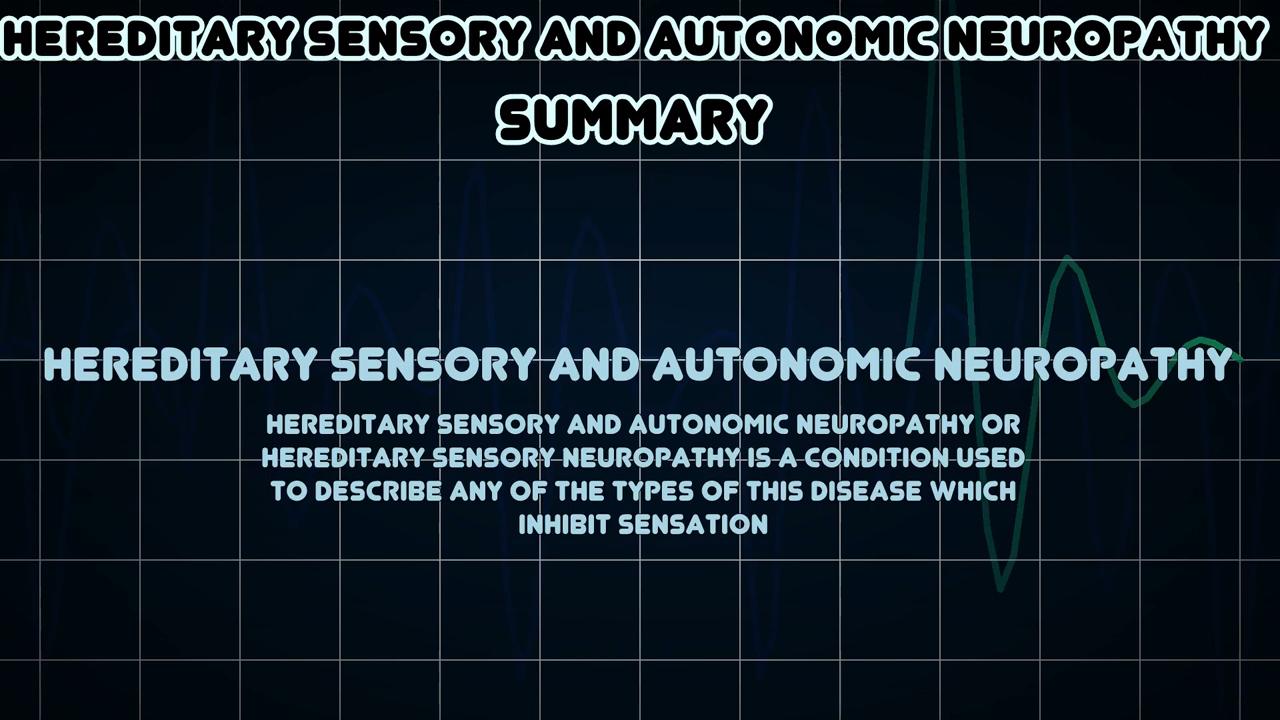 HEREDITARY SENSORY AND AUTONOMIC NEUROPATHY
SUMMARY
HEREDITARY SENSORY AND AUTONOMIC NEUROPATHY
HEREDITARY SENSORY AND AUTONOMIC NEUROPATHY OR
HEREDITARY SENSORY NEUROPATHY IS A CONDITION USED
TO DESCRIBE ANY OF THE TYPES OF THIS DISEASE WHICH
INHIBIT SENSATION